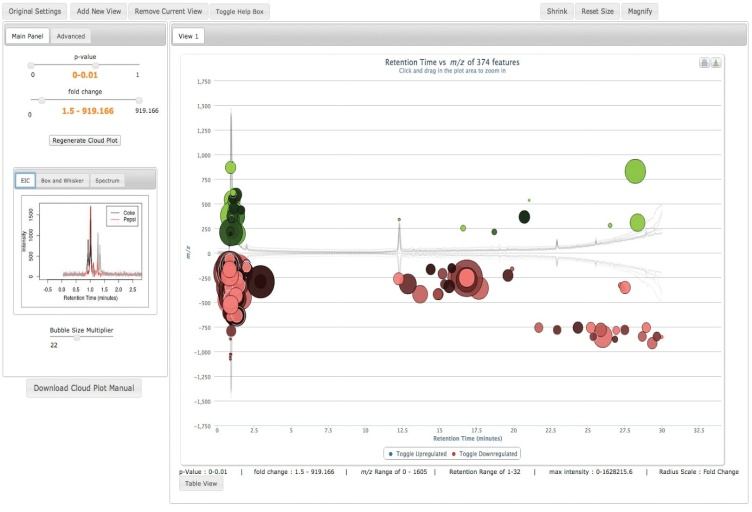 Original Settings Add New View Remove Current View Toggle Help Box Shrink Reset Size Magnify
Main Panel Advanced
p-value
0 0-0.01 1
fold change
0 1.5 - 919.166 919.166
Regenerate Cloud Plot
EIC Box and Whisker Spectrum
Coke
Pepsi
Intensity
1500
1000
500
0
-0.5 0.0 0.5 1.0 1.5 2.0 2.5
Retention Time (minutes)
Bubble Size Multiplier
22
Download Cloud Plot Manual
View 1
Retention Time vs m/z of 374 features
Click and drag in the plot area to zoom in
m/z
1,750
1,500
1,250
1,000
750
500
250
0
-250
-500
-750
-1,000
-1,250
-1,500
-1,750
0 2.5 5 7.5 10 12.5 15 17.5 20 22.5 25 27.5 30 32.5
Retention Time (minutes)
Toggle Upregulated Toggle Downregulated
p-Value : 0-0.01 | fold change : 1.5 - 919.166 | m/z Range of 0 - 1605 | Retention Range of 1-32 | max intensity : 0-1628215.6 | Radius Scale : Fold Change
Table View